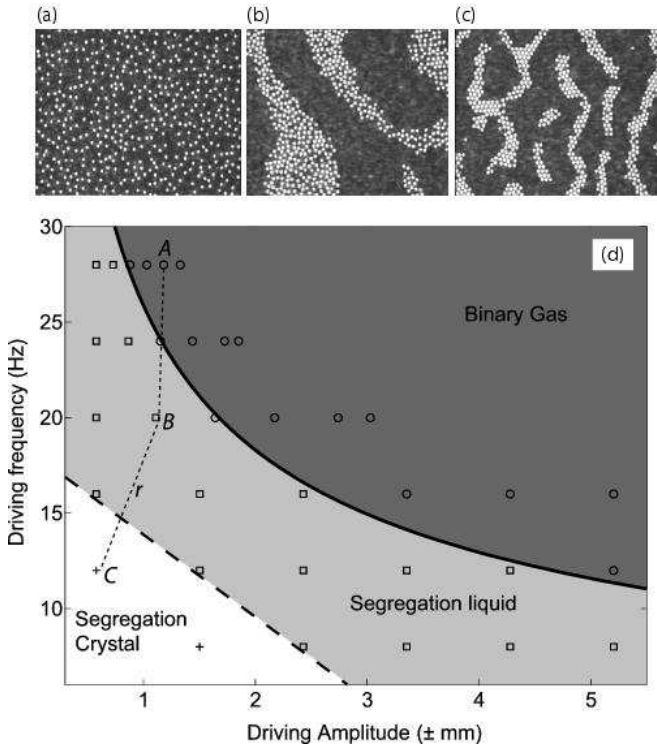 (a) (b) (c)
30
25
20
15
10
Driving frequency (Hz)
(d)
A
Binary Gas
B
r
C
Segregation liquid
Segregation
Crystal
1 2 3 4 5
Driving Amplitude (± mm)